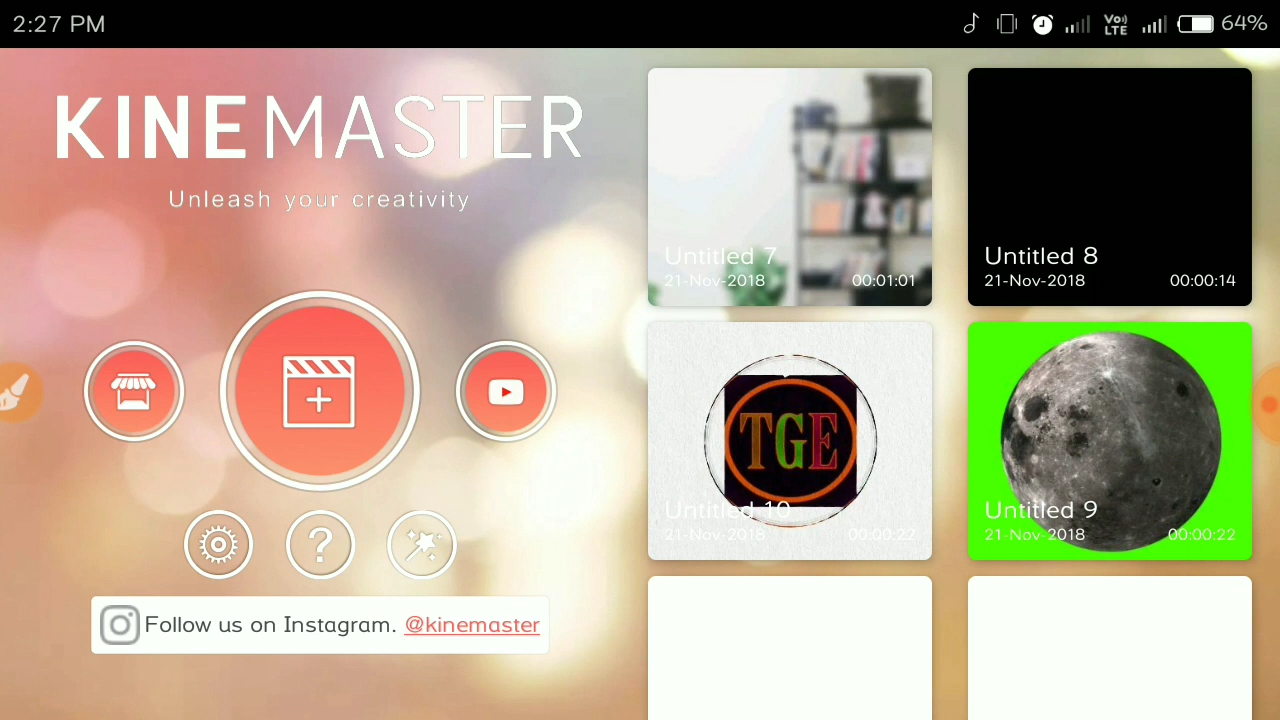 2:27 PM
Vo))
LTE
64%
KINEMASTER
Unleash your creativity
Follow us on Instagram. @kinemaster
Untitled 7
21-Nov-2018 00:01:01
Untitled 8
21-Nov-2018 00:00:14
TGE
Untitled 10
21-Nov-2018 00:00:22
Untitled 9
21-Nov-2018 00:00:22